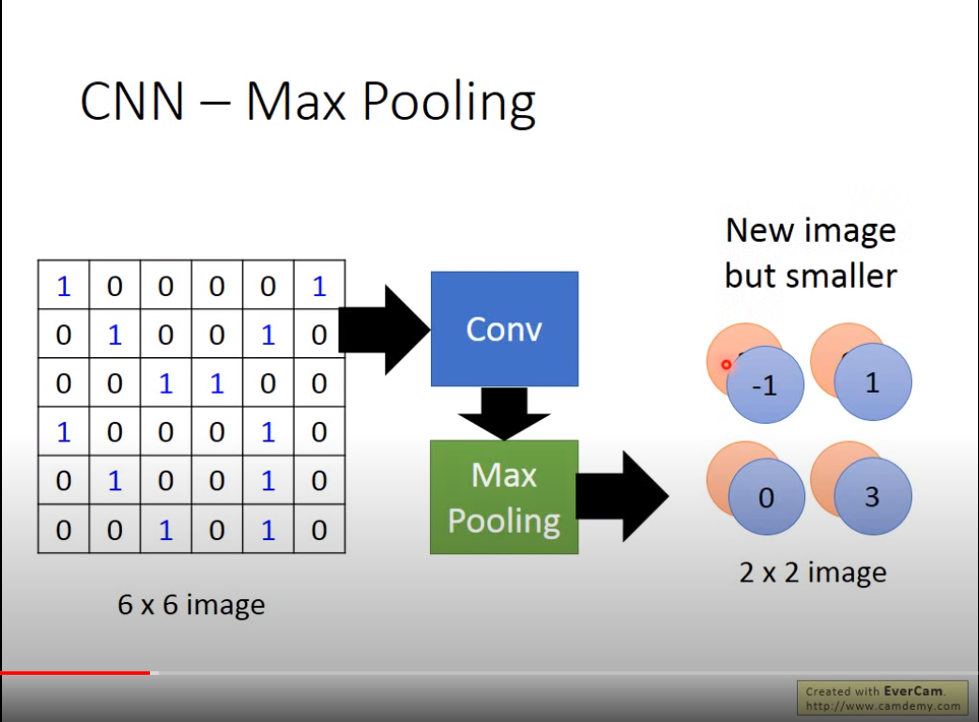 CNN – Max Pooling
New image
but smaller
1 0 0 0 0 1
0 1 0 0 1 0
0 0 1 1 0 0
1 0 0 0 1 0
0 1 0 0 1 0
0 0 1 0 1 0
Conv
Max
Pooling
-1 1
0 3
6 x 6 image
2 x 2 image
Created with EverCam.
http://www.camdemy.com